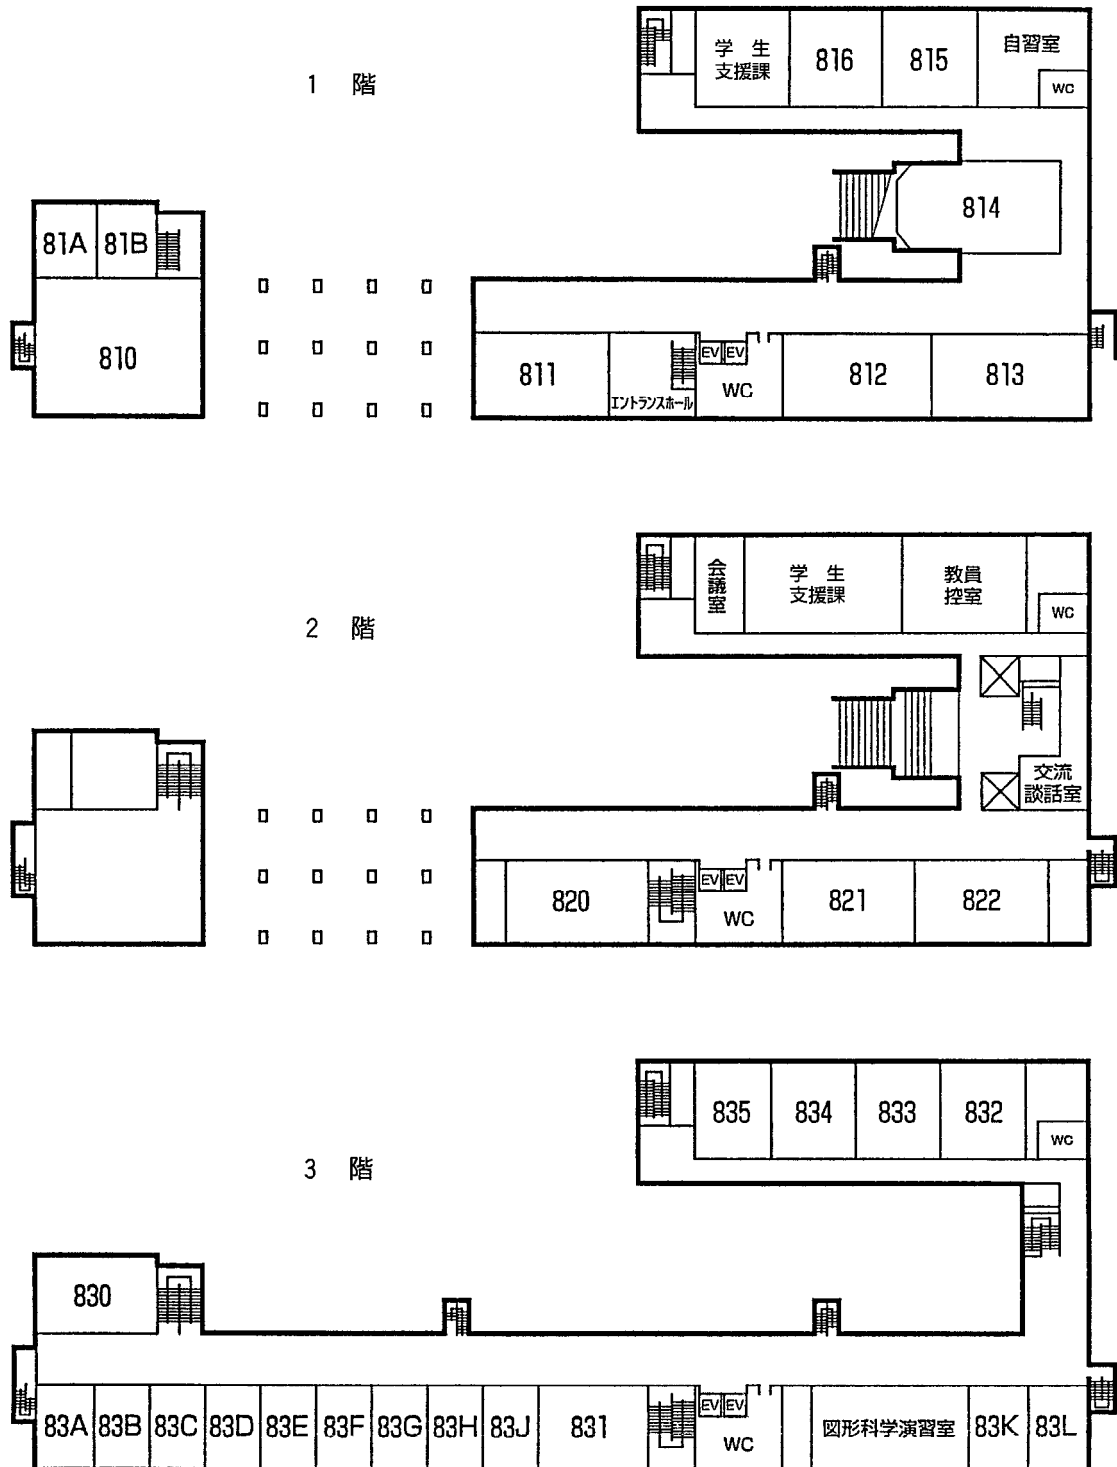 1 階
学 生
支援課
816
815
自習室
WC
814
81A
81B
810
811
エントランスホール
EV
EV
WC
812
813
2 階
会議室
学 生
支援課
教員
控室
WC
交流
談話室
820
EV
EV
WC
821
822
3 階
835
834
833
832
WC
830
83A
83B
83C
83D
83E
83F
83G
83H
83J
831
EV
EV
WC
図形科学演習室
83K
83L